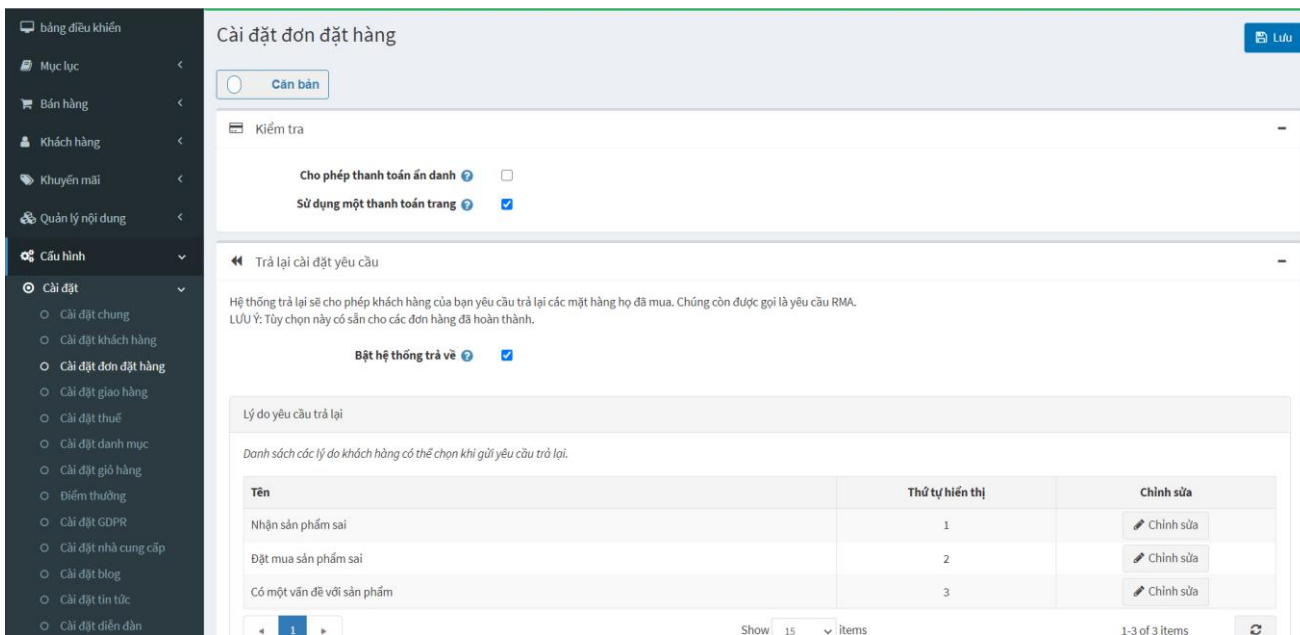 bảng điều khiển
Mục lục
Bán hàng
Khách hàng
Khuyến mãi
Quản lý nội dung
Cấu hình
Cài đặt
Cài đặt chung
Cài đặt khách hàng
Cài đặt đơn đặt hàng
Cài đặt giao hàng
Cài đặt thuế
Cài đặt danh mục
Cài đặt giỏ hàng
Điểm thưởng
Cài đặt GDPR
Cài đặt nhà cung cấp
Cài đặt blog
Cài đặt tin tức
Cài đặt diễn đàn
Cài đặt đơn đặt hàng
Lưu
Căn bản
Kiểm tra
Cho phép thanh toán ẩn danh
Sử dụng một thanh toán trang
Trả lại cài đặt yêu cầu
Hệ thống trả lại sẽ cho phép khách hàng của bạn yêu cầu trả lại các mặt hàng họ đã mua. Chúng còn được gọi là yêu cầu RMA.
LƯU Ý: Tùy chọn này có sẵn cho các đơn hàng đã hoàn thành.
Bật hệ thống trả về
Lý do yêu cầu trả lại
Danh sách các lý do khách hàng có thể chọn khi gửi yêu cầu trả lại.
Tên Thứ tự hiển thị Chỉnh sửa
Nhận sản phẩm sai 1 Chỉnh sửa
Đặt mua sản phẩm sai 2 Chỉnh sửa
Có một vấn đề với sản phẩm 3 Chỉnh sửa
1 Show 15 items 1-3 of 3 items